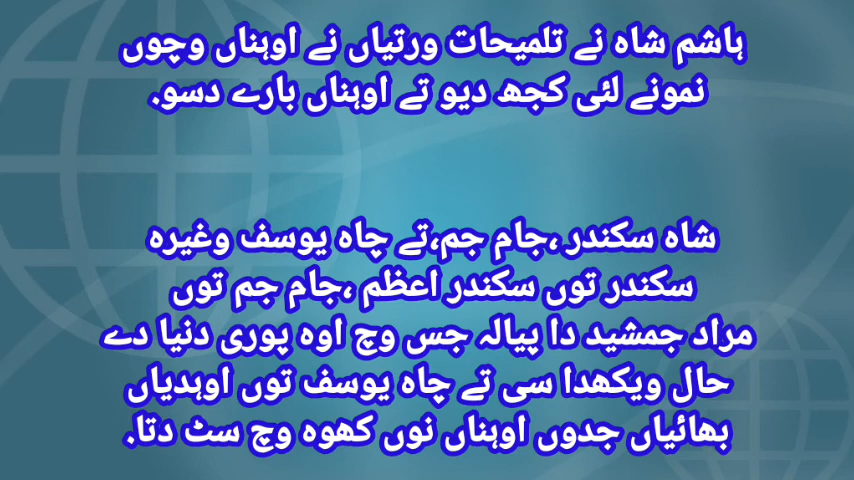 ہاشم شاہ نے تلمیحات ورتیاں نے اوہناں وچوں
نمونے لئی کجھ دیو تے اوہناں بارے دسو.
شاہ سکندر ،جام جم،تے چاہ یوسف وغیرہ
سکندر توں سکندر اعظم ،جام جم توں
مراد جمشید دا پیالہ جس وچ اوہ پوری دنیا دے
حال ویکھدا سی تے چاہ یوسف توں اوہدیاں
بھائیاں جدوں اوہناں نوں کھوہ وچ سٹ دتا.